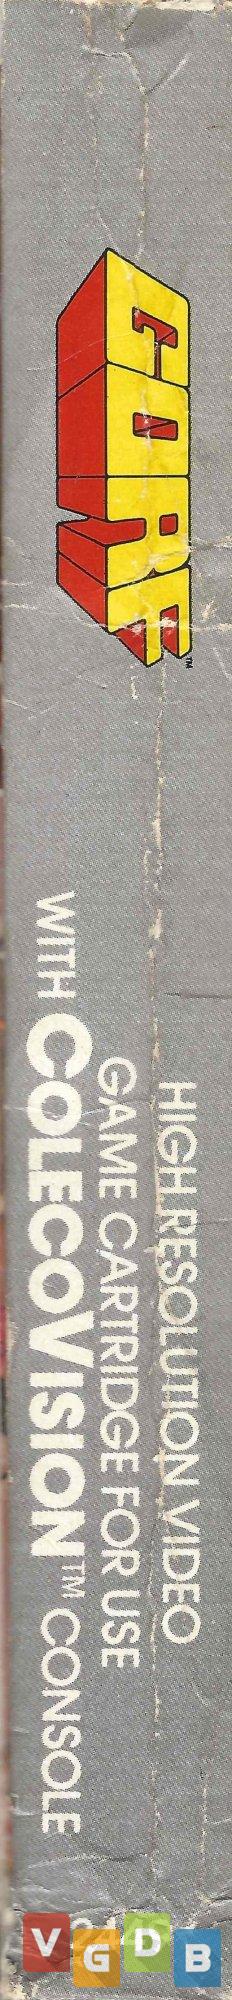 GORF™
HIGH RESOLUTION VIDEO
GAME CARTRIDGE FOR USE
WITH COLECOVISION™ CONSOLE
VGDB